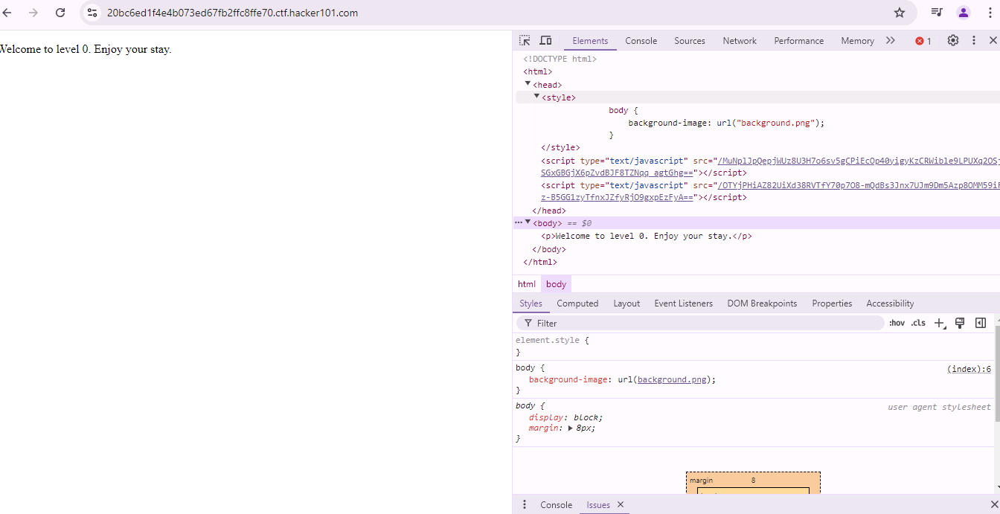 20bc6ed1f4e4b073ed67fb2ffc8ffe70.ctf.hacker101.com
Welcome to level 0. Enjoy your stay.
Elements Console Sources Network Performance Memory 1
<!DOCTYPE html>
<html>
<head>
<style>
body {
background-image: url("background.png");
}
</style>
<script type="text/javascript" src="/MuNplJpQepjWUz8U3H7o6sv5gCPiEcOp40yigyKzCRWible9LPUXq2OSj
SGxGBGjX6pZvdBJF8TZNqq_agtGhg=="></script>
<script type="text/javascript" src="/OTYjPHiAZ82UiXd38RVTfY70p7O8-mQdBs3Jnx7UJm9Dm5Azp8OMM59iF
z-B5GG1zyTfnxJZfyRjO9gxpEzFyA=="></script>
</head>
<body> == $0
<p>Welcome to level 0. Enjoy your stay.</p>
</body>
</html>
html body
Styles Computed Layout Event Listeners DOM Breakpoints Properties Accessibility
Filter :hov .cls
element.style {
}
body { (index):6
background-image: url(background.png);
}
body { user agent stylesheet
display: block;
margin: 8px;
}
margin 8
Console Issues